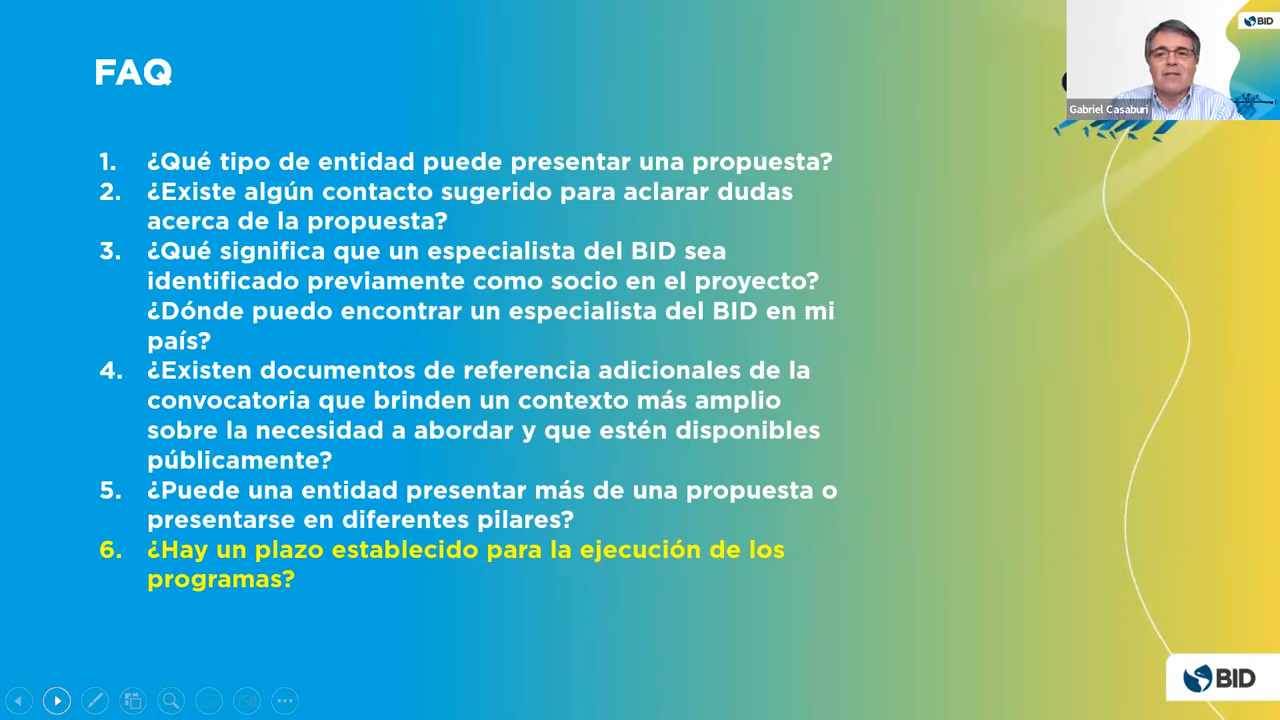 BID
Gabriel Casaburi
FAQ
1. ¿Qué tipo de entidad puede presentar una propuesta?
2. ¿Existe algún contacto sugerido para aclarar dudas
acerca de la propuesta?
3. ¿Qué significa que un especialista del BID sea
identificado previamente como socio en el proyecto?
¿Dónde puedo encontrar un especialista del BID en mi
país?
4. ¿Existen documentos de referencia adicionales de la
convocatoria que brinden un contexto más amplio
sobre la necesidad a abordar y que estén disponibles
públicamente?
5. ¿Puede una entidad presentar más de una propuesta o
presentarse en diferentes pilares?
6. ¿Hay un plazo establecido para la ejecución de los
programas?
BID